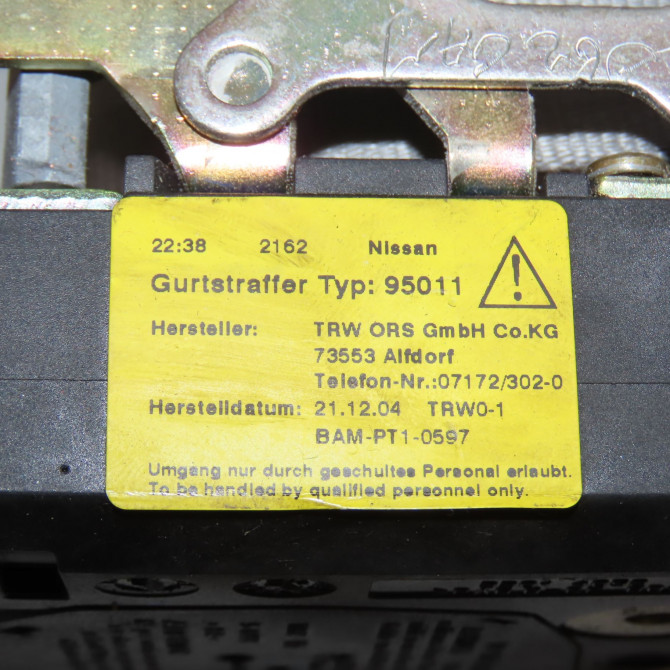 22:38 2162 Nissan
Gurtstraffer Typ: 95011
Hersteller: TRW ORS GmbH Co.KG
73553 Alfdorf
Telefon-Nr.:07172/302-0
Herstelldatum: 21.12.04 TRW0-1
BAM-PT1-0597
Umgang nur durch geschultes Personal erlaubt.
To be handled by qualified personnel only.